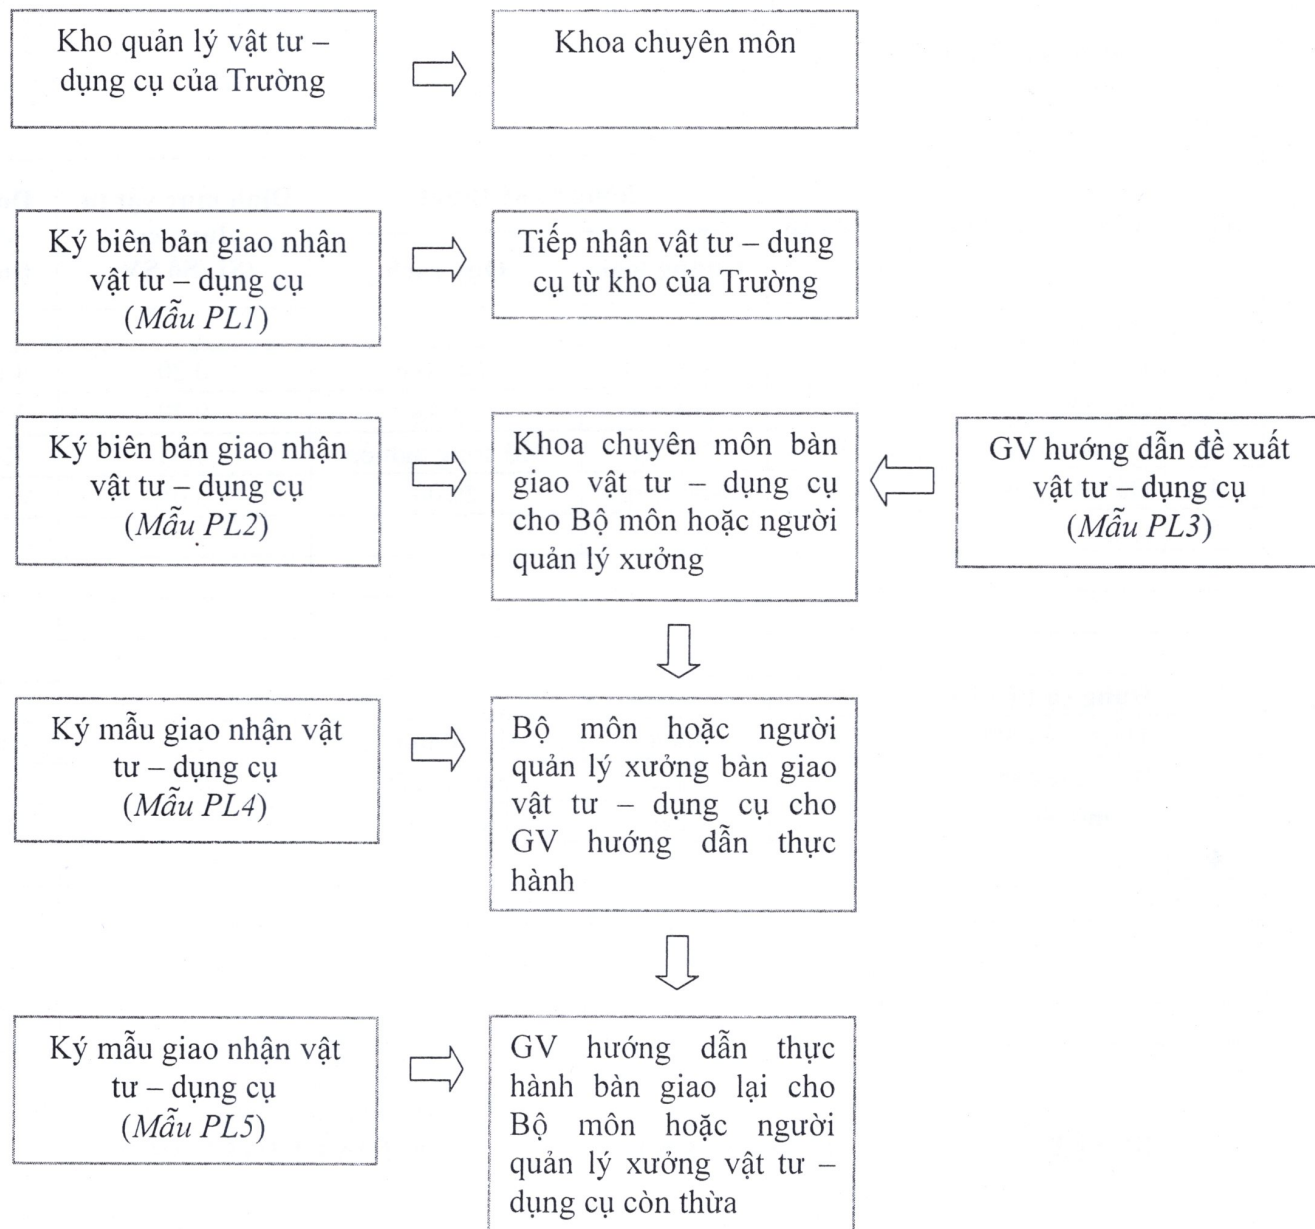 Kho quản lý vật tư –
dụng cụ của Trường
Khoa chuyên môn
Ký biên bản giao nhận
vật tư – dụng cụ
(Mẫu PL1)
Tiếp nhận vật tư – dụng
cụ từ kho của Trường
Ký biên bản giao nhận
vật tư – dụng cụ
(Mẫu PL2)
Khoa chuyên môn bàn
giao vật tư – dụng cụ
cho Bộ môn hoặc người
quản lý xưởng
GV hướng dẫn đề xuất
vật tư – dụng cụ
(Mẫu PL3)
Ký mẫu giao nhận vật
tư – dụng cụ
(Mẫu PL4)
Bộ môn hoặc người
quản lý xưởng bàn giao
vật tư – dụng cụ cho
GV hướng dẫn thực
hành
Ký mẫu giao nhận vật
tư – dụng cụ
(Mẫu PL5)
GV hướng dẫn thực
hành bàn giao lại cho
Bộ môn hoặc người
quản lý xưởng vật tư –
dụng cụ còn thừa